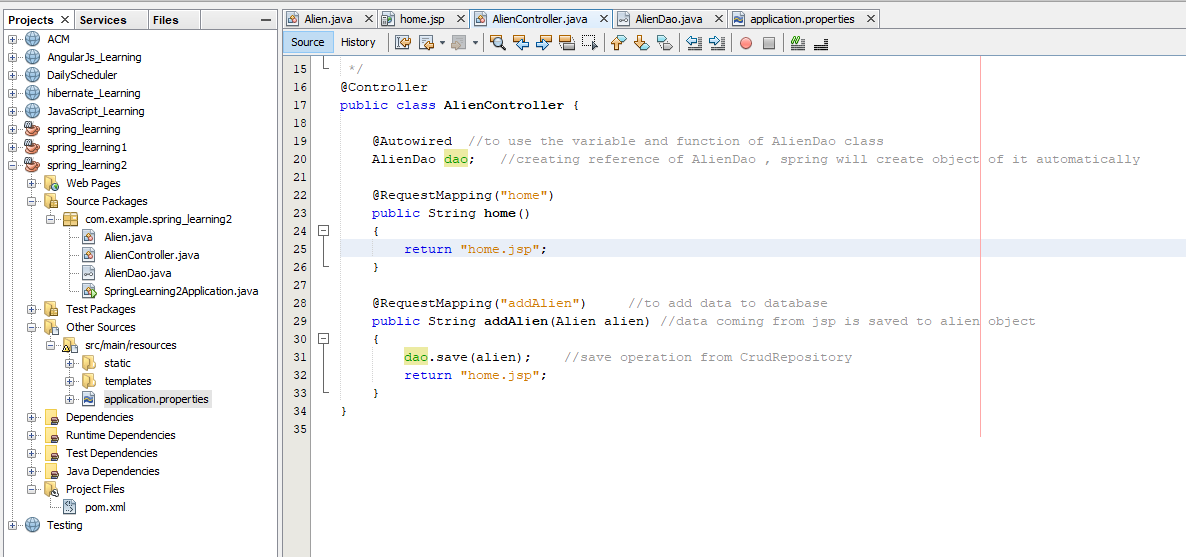 Projects Services Files
ACM
AngularJs_Learning
DailyScheduler
hibernate_Learning
JavaScript_Learning
spring_learning
spring_learning1
spring_learning2
Web Pages
Source Packages
com.example.spring_learning2
Alien.java
AlienController.java
AlienDao.java
SpringLearning2Application.java
Test Packages
Other Sources
src/main/resources
static
templates
application.properties
Dependencies
Runtime Dependencies
Test Dependencies
Java Dependencies
Project Files
pom.xml
Testing
Alien.java home.jsp AlienController.java AlienDao.java application.properties
Source History
15 */
16 @Controller
17 public class AlienController {
18
19 @Autowired //to use the variable and function of AlienDao class
20 AlienDao dao; //creating reference of AlienDao , spring will create object of it automatically
21
22 @RequestMapping("home")
23 public String home()
24 {
25 return "home.jsp";
26 }
27
28 @RequestMapping("addAlien") //to add data to database
29 public String addAlien(Alien alien) //data coming from jsp is saved to alien object
30 {
31 dao.save(alien); //save operation from CrudRepository
32 return "home.jsp";
33 }
34 }
35